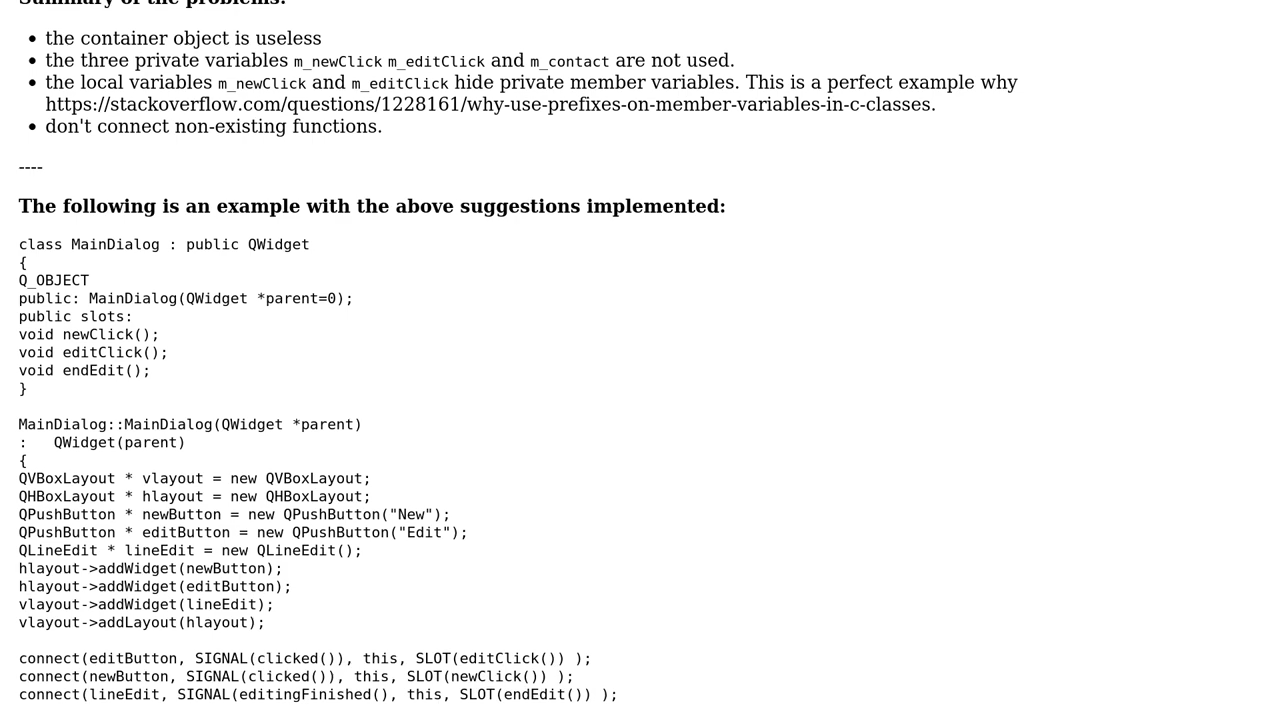 Summary of the problems:
• the container object is useless
• the three private variables m_newClick m_editClick and m_contact are not used.
• the local variables m_newClick and m_editClick hide private member variables. This is a perfect example why
https://stackoverflow.com/questions/1228161/why-use-prefixes-on-member-variables-in-c-classes.
• don't connect non-existing functions.
----
The following is an example with the above suggestions implemented:
class MainDialog : public QWidget
{
Q_OBJECT
public: MainDialog(QWidget *parent=0);
public slots:
void newClick();
void editClick();
void endEdit();
}
MainDialog::MainDialog(QWidget *parent)
:   QWidget(parent)
{
QVBoxLayout * vlayout = new QVBoxLayout;
QHBoxLayout * hlayout = new QHBoxLayout;
QPushButton * newButton = new QPushButton("New");
QPushButton * editButton = new QPushButton("Edit");
QLineEdit * lineEdit = new QLineEdit();
hlayout->addWidget(newButton);
hlayout->addWidget(editButton);
vlayout->addWidget(lineEdit);
vlayout->addLayout(hlayout);
connect(editButton, SIGNAL(clicked()), this, SLOT(editClick()) );
connect(newButton, SIGNAL(clicked()), this, SLOT(newClick()) );
connect(lineEdit, SIGNAL(editingFinished(), this, SLOT(endEdit()) );